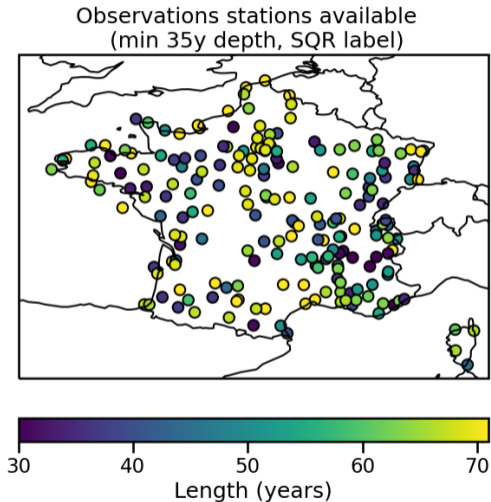 Observations stations available
(min 35y depth, SQR label)
30 40 50 60 70
Length (years)